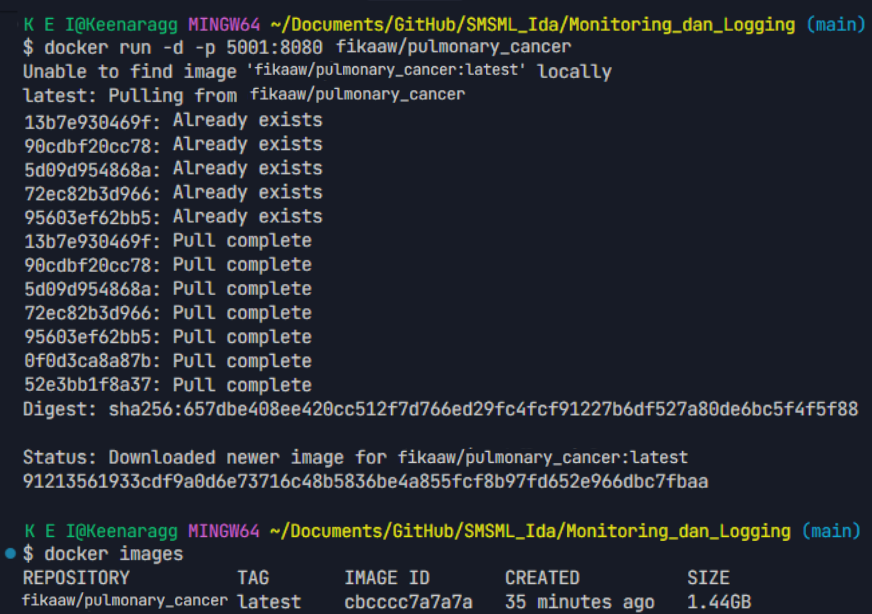 K E I@Keenaragg MINGW64 ~/Documents/GitHub/SMSML_Ida/Monitoring_dan_Logging (main)
$ docker run -d -p 5001:8080 fikaaw/pulmonary_cancer
Unable to find image 'fikaaw/pulmonary_cancer:latest' locally
latest: Pulling from fikaaw/pulmonary_cancer
13b7e930469f: Already exists
90cdbf20cc78: Already exists
5d09d954868a: Already exists
72ec82b3d966: Already exists
95603ef62bb5: Already exists
13b7e930469f: Pull complete
90cdbf20cc78: Pull complete
5d09d954868a: Pull complete
72ec82b3d966: Pull complete
95603ef62bb5: Pull complete
0f0d3ca8a87b: Pull complete
52e3bb1f8a37: Pull complete
Digest: sha256:657dbe408ee420cc512f7d766ed29fc4fcf91227b6df527a80de6bc5f4f5f88
Status: Downloaded newer image for fikaaw/pulmonary_cancer:latest
91213561933cdf9a0d6e73716c48b5836be4a855fcf8b97fd652e966dbc7fbaa
K E I@Keenaragg MINGW64 ~/Documents/GitHub/SMSML_Ida/Monitoring_dan_Logging (main)
$ docker images
REPOSITORY TAG IMAGE ID CREATED SIZE
fikaaw/pulmonary_cancer latest cbcccc7a7a7a 35 minutes ago 1.44GB